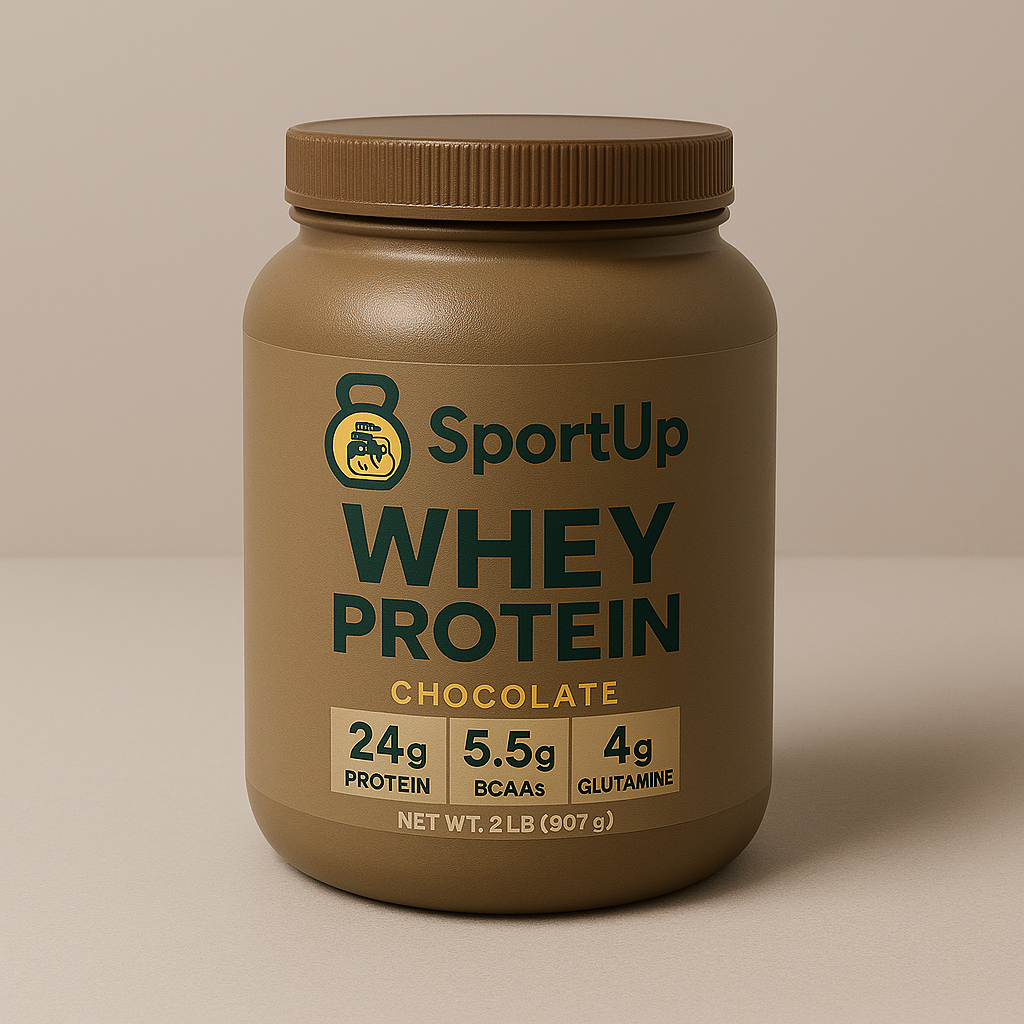 SportUp
WHEY
PROTEIN
CHOCOLATE
24g 5.5g 4g
PROTEIN BCAAs GLUTAMINE
NET WT. 2 LB (907 g)